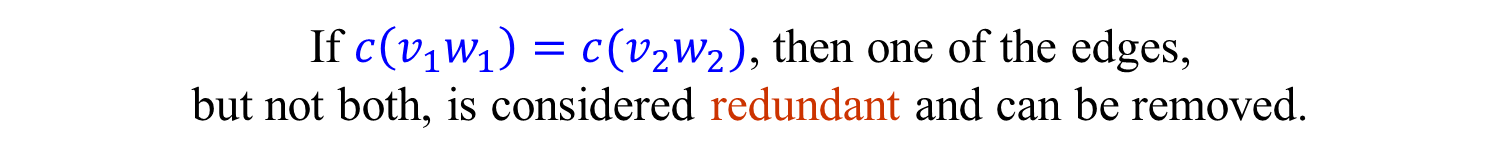 If c(v₁w₁) = c(v₂w₂), then one of the edges,
but not both, is considered redundant and can be removed.